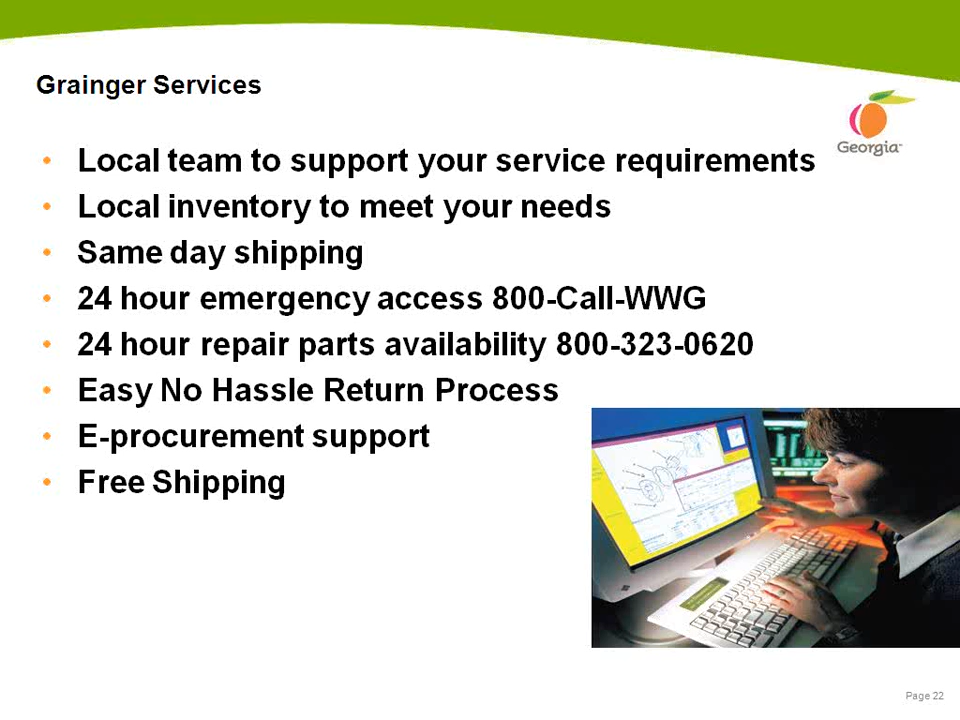 Grainger Services
Georgia™
• Local team to support your service requirements
• Local inventory to meet your needs
• Same day shipping
• 24 hour emergency access 800-Call-WWG
• 24 hour repair parts availability 800-323-0620
• Easy No Hassle Return Process
• E-procurement support
• Free Shipping
Page 22